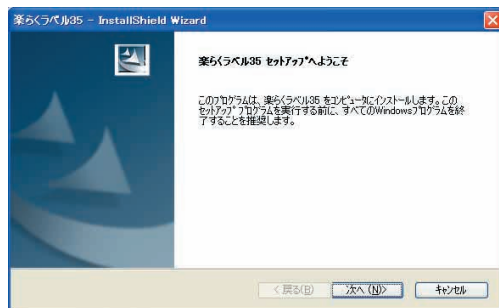 楽らくラベル35 - InstallShield Wizard
楽らくラベル35 ｾｯﾄｱｯﾌﾟへようこそ
このﾌﾟﾛｸﾞﾗﾑは、楽らくラベル35 をｺﾝﾋﾟｭｰﾀにｲﾝｽﾄｰﾙします。この
ｾｯﾄｱｯﾌﾟ ﾌﾟﾛｸﾞﾗﾑを実行する前に、すべてのWindowsﾌﾟﾛｸﾞﾗﾑを終
了することを推奨します。
< 戻る(B) 次へ (N)> ｷｬﾝｾﾙ